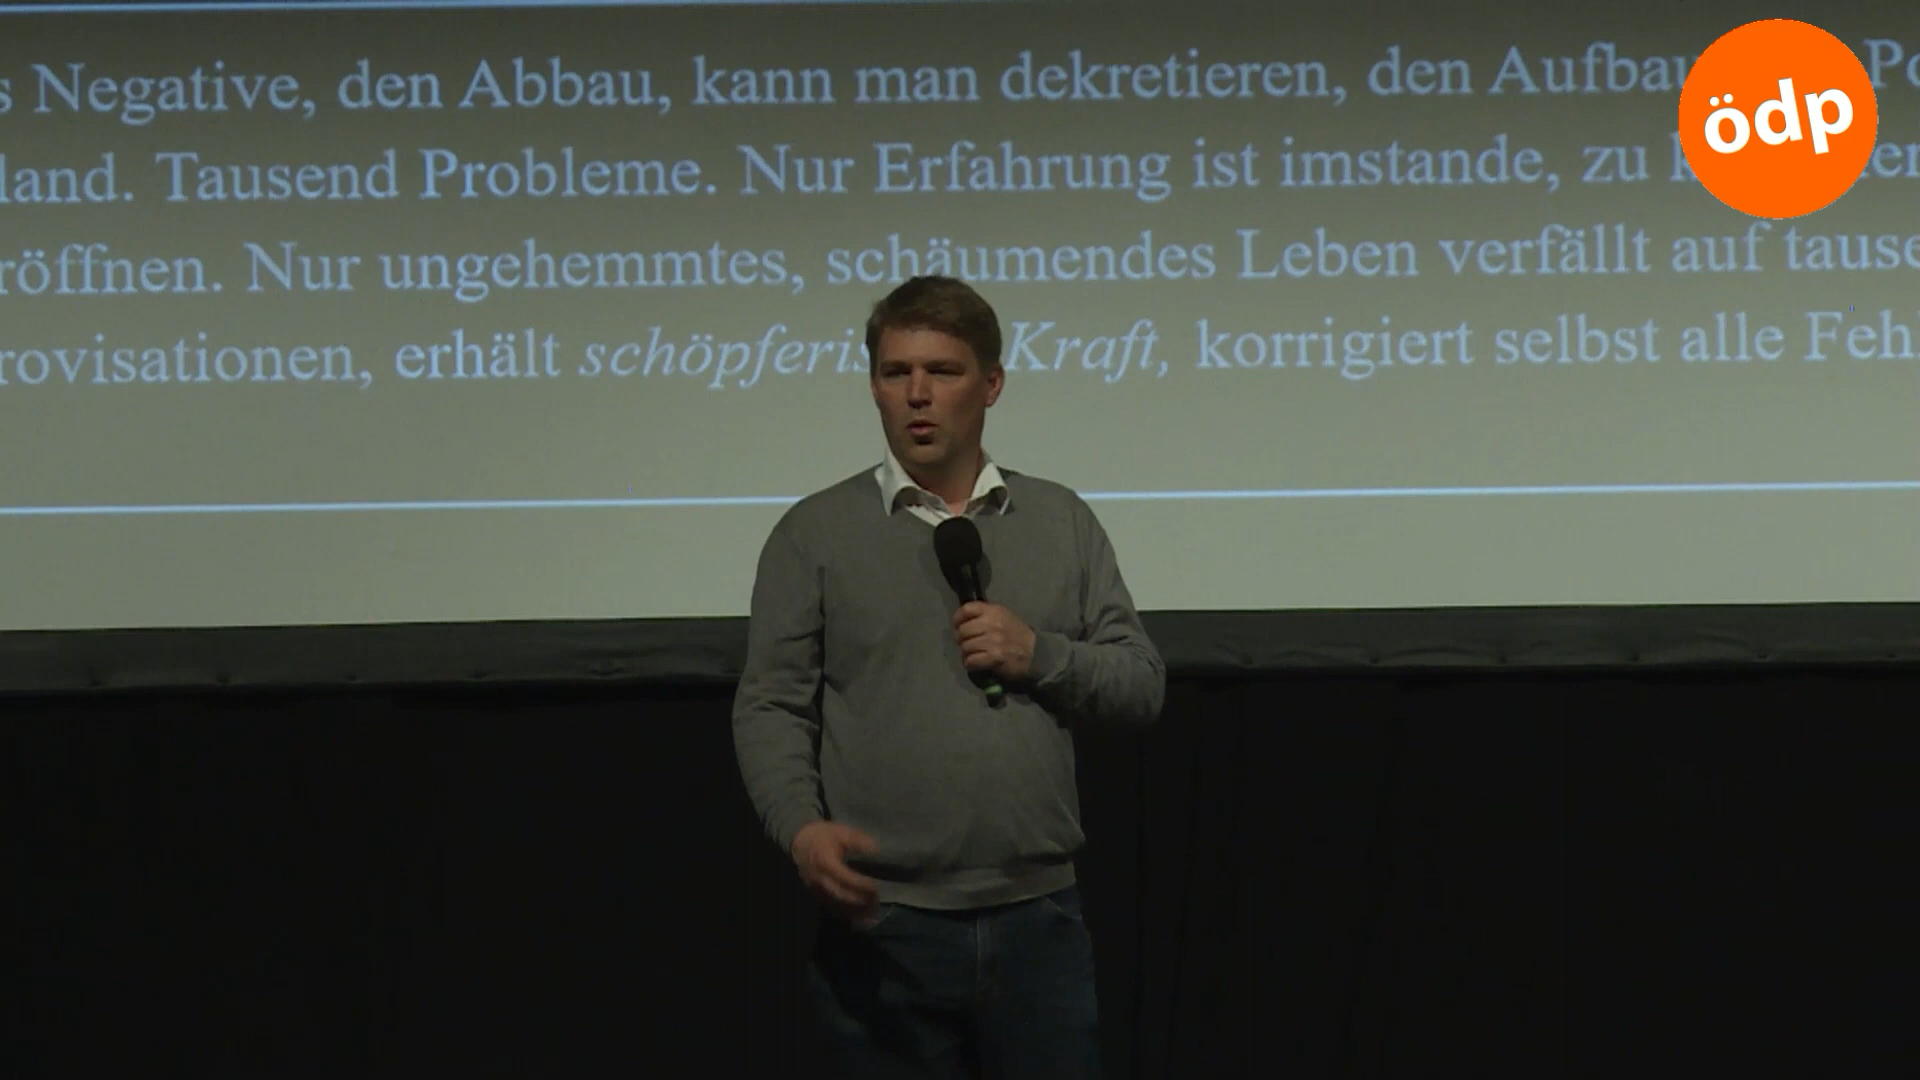 Negative, den Abbau, kann man dekretieren, den Aufbau
land. Tausend Probleme. Nur Erfahrung ist imstande, zu
röffnen. Nur ungehemmtes, schäumendes Leben verfällt auf tause
rovisationen, erhält schöpferis Kraft, korrigiert selbst alle Feh
ödp